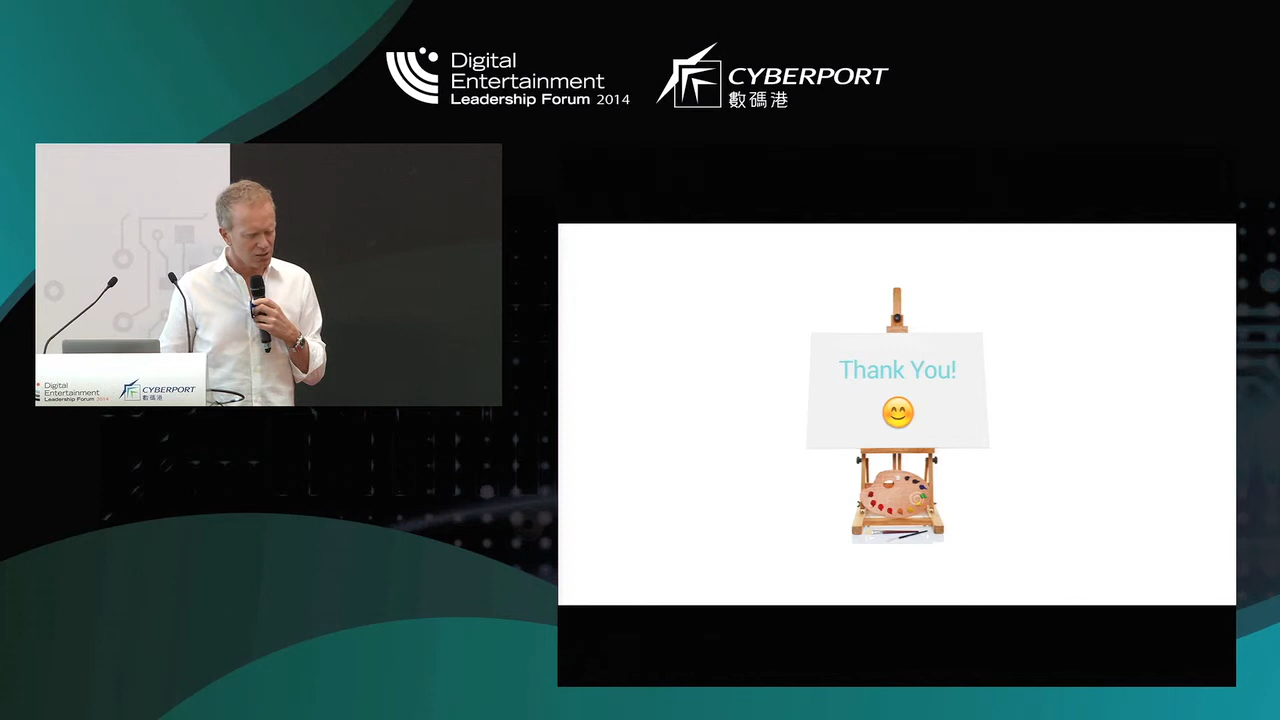 Digital
Entertainment
Leadership Forum 2014
CYBERPORT
數碼港
Digital
Entertainment
Leadership Forum 2014
CYBERPORT
數碼港
Thank You!